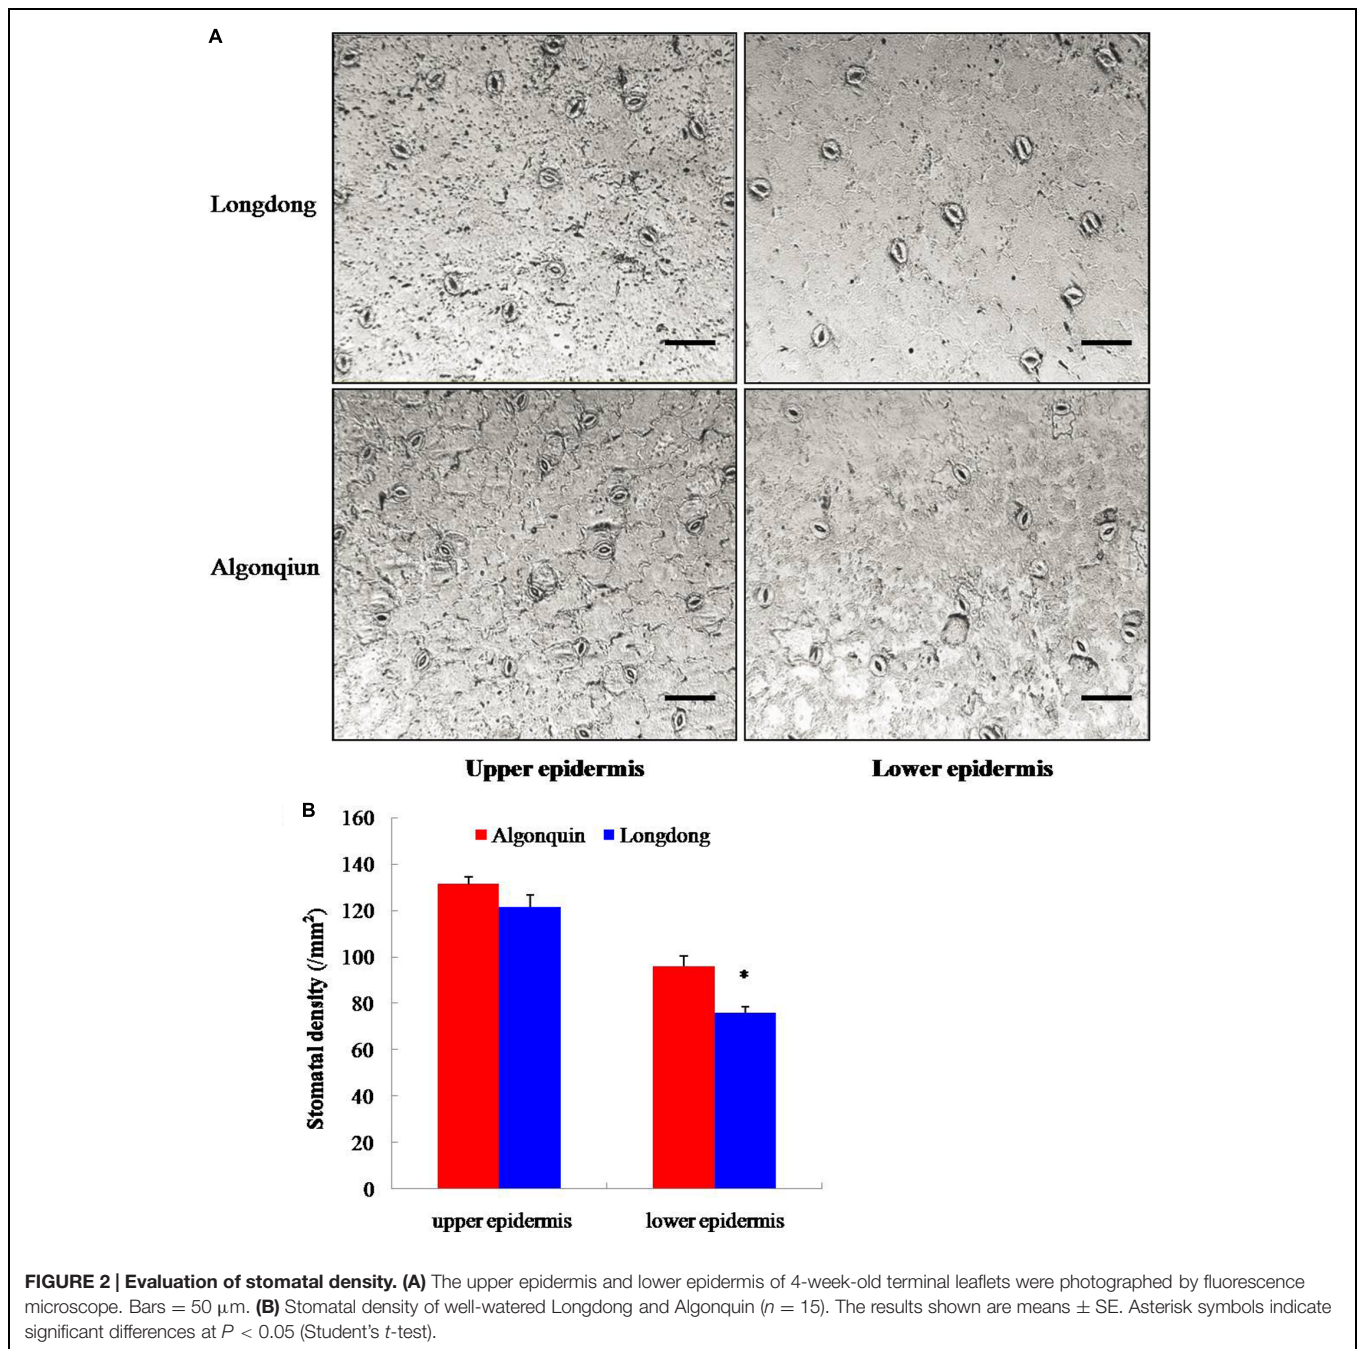 A
Longdong
Algonqiun
Upper epidermis
Lower epidermis
B
160
140
120
100
80
60
40
20
0
Stomatal density (/mm²)
Algonquin
Longdong
*
upper epidermis
lower epidermis
FIGURE 2 | Evaluation of stomatal density. (A) The upper epidermis and lower epidermis of 4-week-old terminal leaflets were photographed by fluorescence
microscope. Bars = 50 μm. (B) Stomatal density of well-watered Longdong and Algonquin (n = 15). The results shown are means ± SE. Asterisk symbols indicate
significant differences at P < 0.05 (Student's t-test).